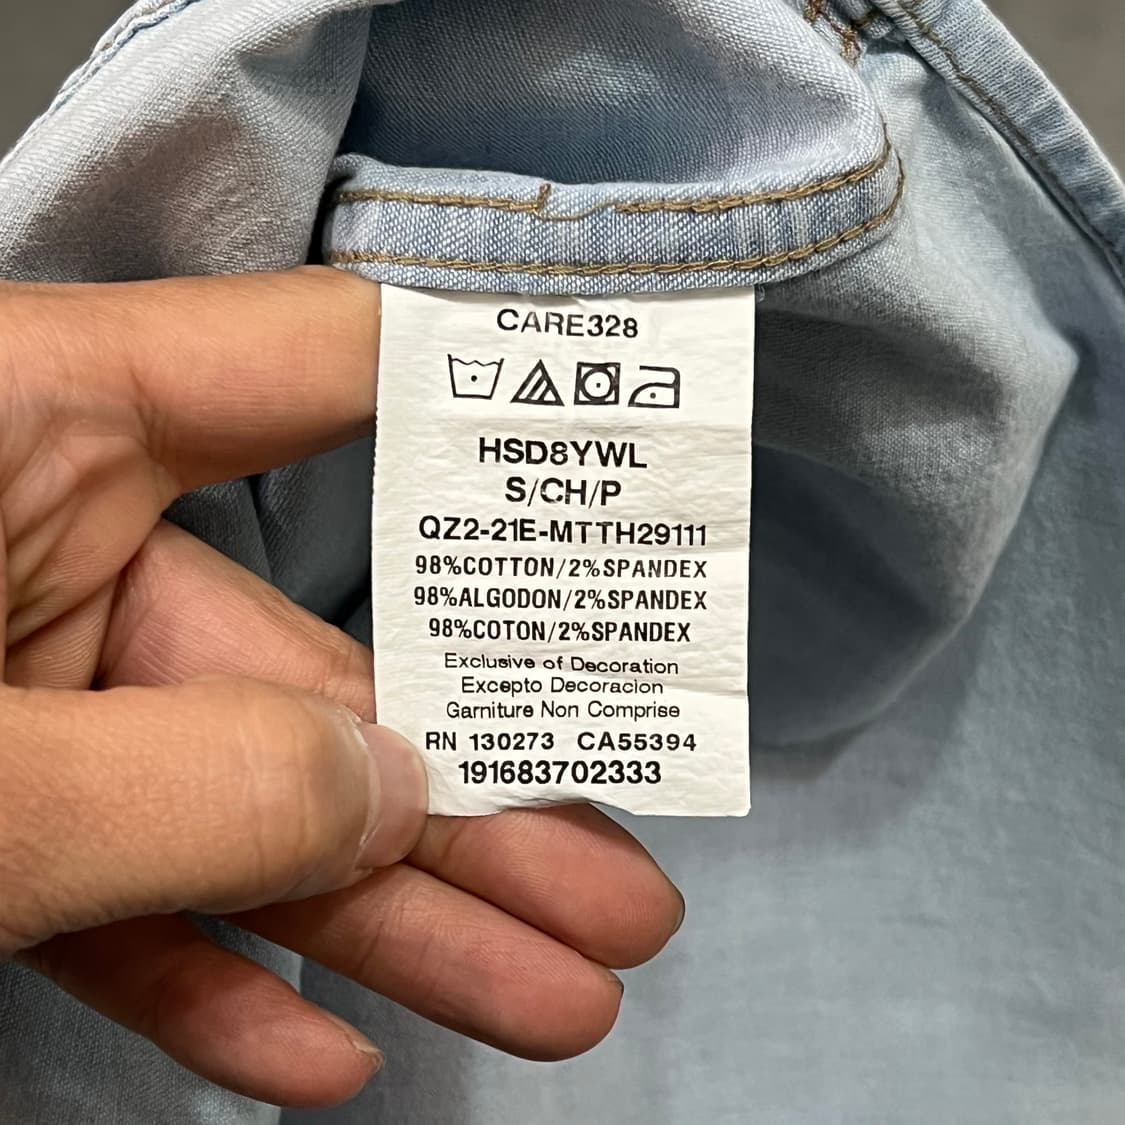 CARE328
HSD8YWL
S/CH/P
QZ2-21E-MTTH29111
98%COTTON/2%SPANDEX
98%ALGODON/2%SPANDEX
98%COTON/2%SPANDEX
Exclusive of Decoration
Excepto Decoracion
Garniture Non Comprise
RN 130273 CA55394
191683702333